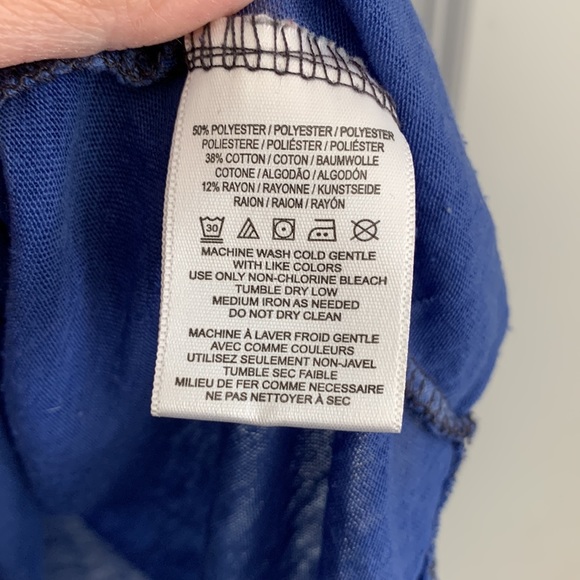 50% POLYESTER / POLYESTER / POLYESTER
POLIESTERE / POLIÉSTER / POLIÉSTER
38% COTTON / COTON / BAUMWOLLE
COTONE / ALGODÃO / ALGODÓN
12% RAYON / RAYONNE / KUNSTSEIDE
RAION / RAIOM / RAYÓN
30
MACHINE WASH COLD GENTLE
WITH LIKE COLORS
USE ONLY NON-CHLORINE BLEACH
TUMBLE DRY LOW
MEDIUM IRON AS NEEDED
DO NOT DRY CLEAN
MACHINE À LAVER FROID GENTLE
AVEC COMME COULEURS
UTILISEZ SEULEMENT NON-JAVEL
TUMBLE SEC FAIBLE
MILIEU DE FER COMME NECESSAIRE
NE PAS NETTOYER À SEC